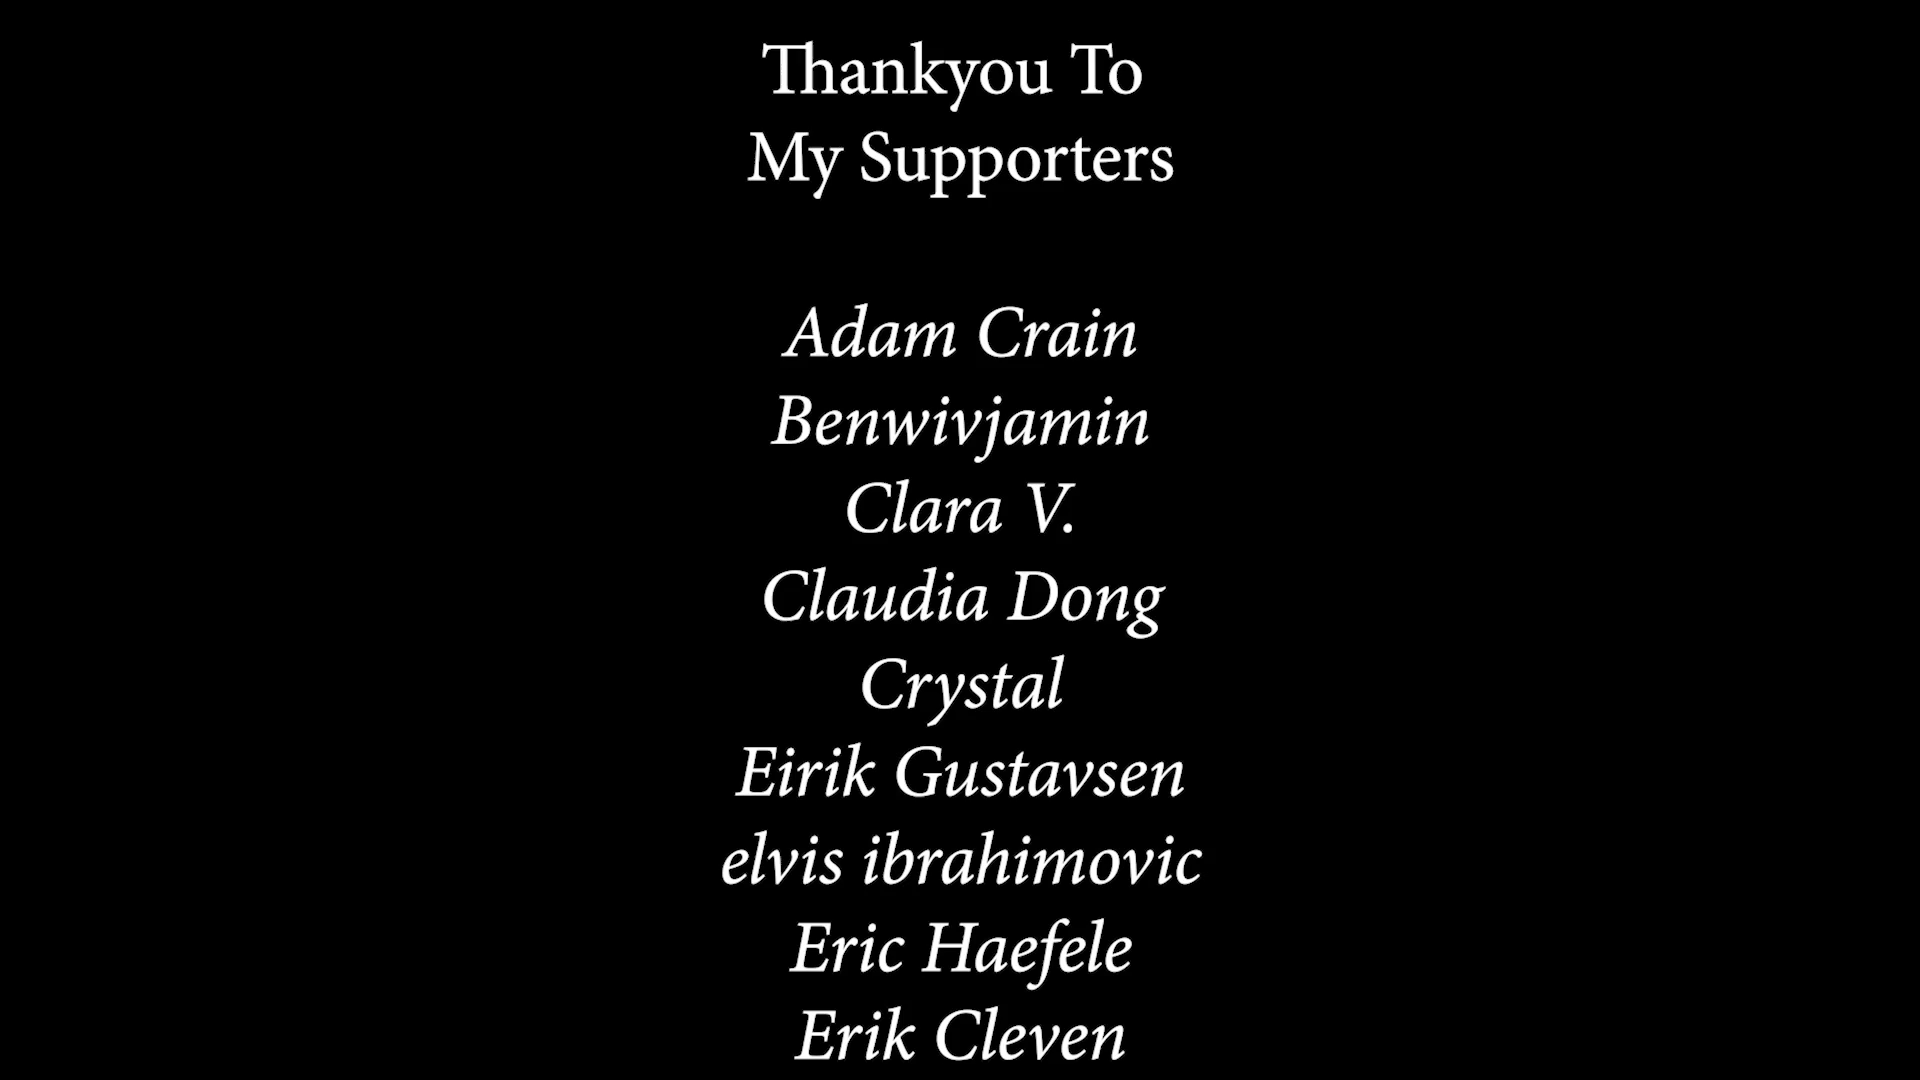 Thankyou To
My Supporters
Adam Crain
Benwivjamin
Clara V.
Claudia Dong
Crystal
Eirik Gustavsen
elvis ibrahimovic
Eric Haefele
Erik Cleven